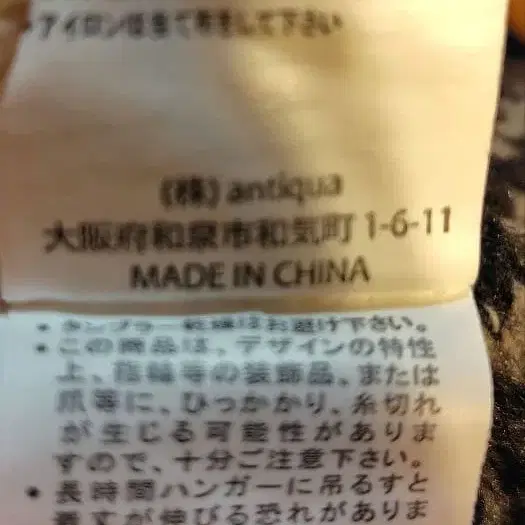 ・アイロンは当て布をして下さい
(株) antiqua
大阪府和泉市和気町 1-6-11
MADE IN CHINA
・タンブラー乾燥はお避け下さい。
・この商品は、デザインの特性
上、指輪等の装飾品、または
爪等に、ひっかかり、糸切れ
が生じる可能性がありま
すので、十分ご注意下さい。
・長時間ハンガーに吊るすと
着丈が伸びる恐れがありま